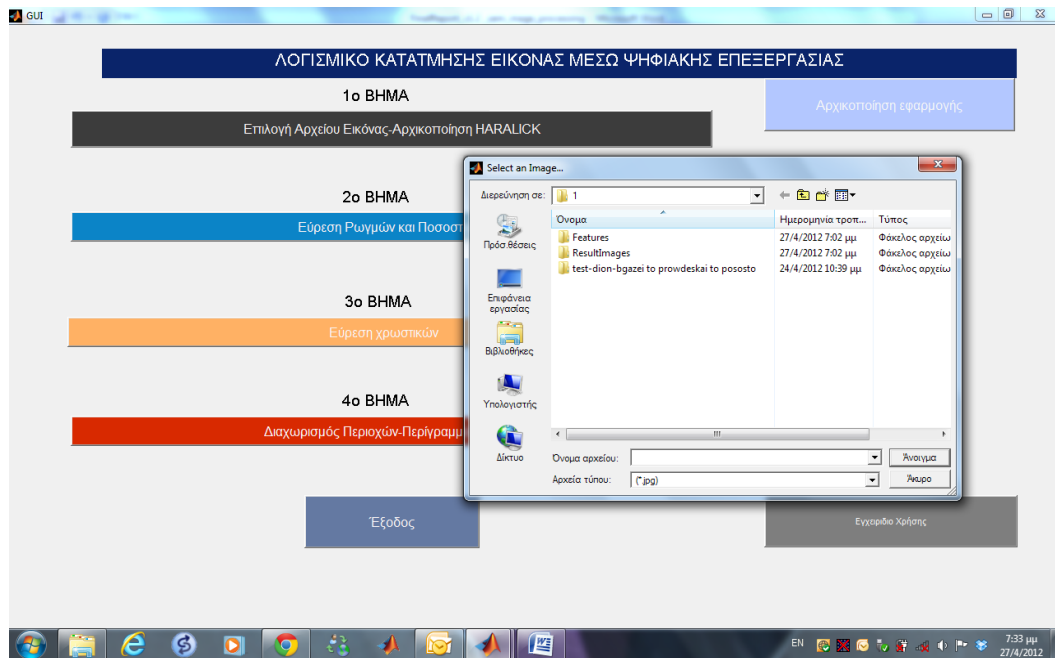 GUI
ΛΟΓΙΣΜΙΚΟ ΚΑΤΑΤΜΗΣΗΣ ΕΙΚΟΝΑΣ ΜΕΣΩ ΨΗΦΙΑΚΗΣ ΕΠΕΞΕΡΓΑΣΙΑΣ
1ο ΒΗΜΑ
Αρχικοποίηση εφαρμογής
Επιλογή Αρχείου Εικόνας-Αρχικοποίηση HARALICK
2ο ΒΗΜΑ
Εύρεση Ρωγμών και Ποσοστ
3ο ΒΗΜΑ
Εύρεση χρωστικών
4ο ΒΗΜΑ
Διαχωρισμός Περιοχών-Περίγραμμ
Έξοδος
Εγχοριδιο Χρήσης
Select an Image...
Διερεύνηση σε: 1
Όνομα Ημερομηνία τροπ... Τύπος
Features 27/4/2012 7:02 μμ Φάκελος αρχείω
ResultImages 27/4/2012 7:02 μμ Φάκελος αρχείω
test-dion-bgazei to prowdeskai to pososto 24/4/2012 10:39 μμ Φάκελος αρχείω
Πρόσ.θέσεις
Επιφάνεια
εργασίας
Βιβλιοθήκες
Υπολογιστής
Δίκτυο
Όνομα αρχείου: Άνοιγμα
Αρχεία τύπου: (*.jpg) Άκυρο
EN 7:33 μμ
27/4/2012